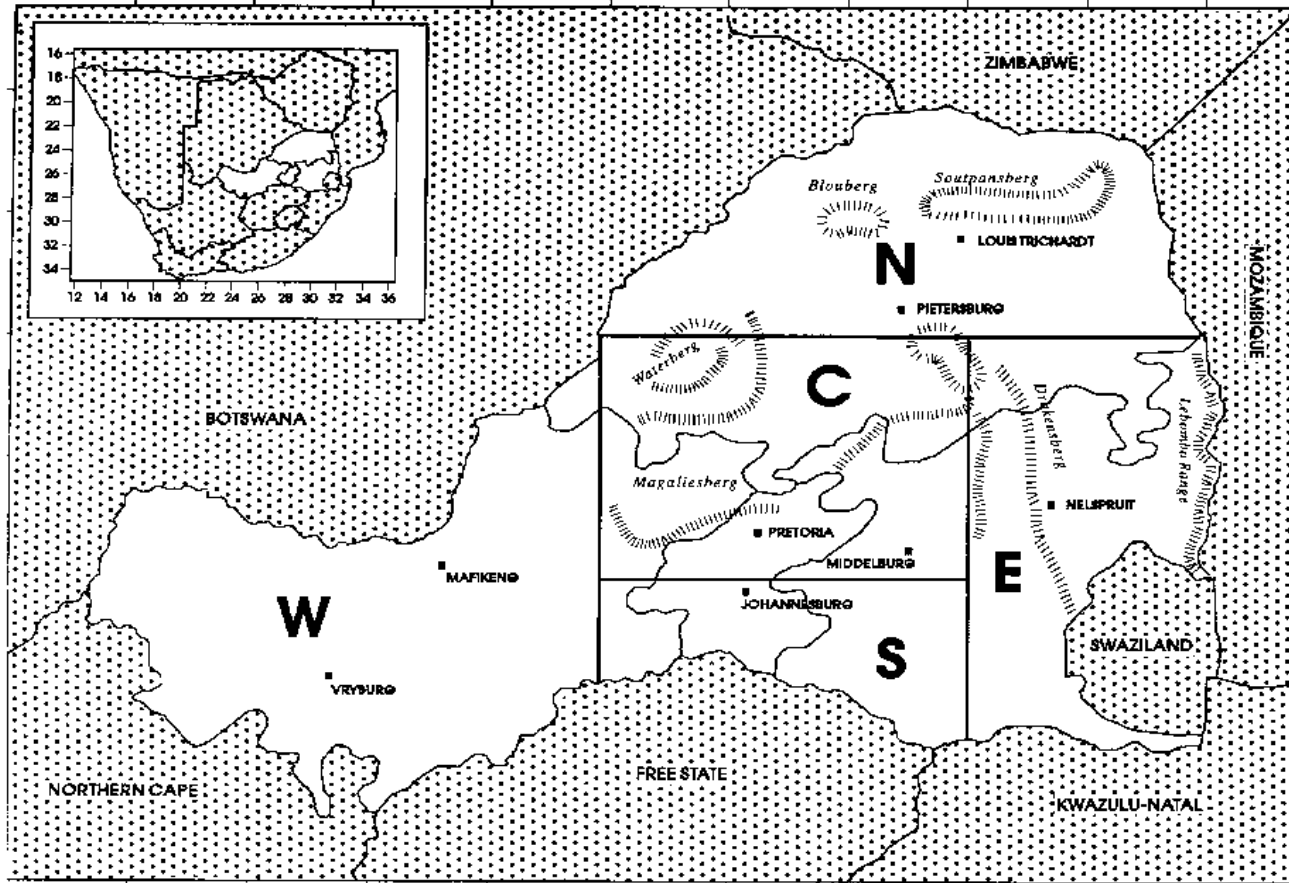 16
18
20
22
24
26
28
30
32
34
12 14 16 18 20 22 24 26 28 30 32 34 36
ZIMBABWE
Blouberg
Soutpansberg
LOUIS TRICHARDT
N
PIETERSBURG
MOZAMBIQUE
Waterberg
C
BOTSWANA
Drakensberg
Lebombo Range
Magaliesberg
NELSPRUIT
PRETORIA
MIDDELBURG
MAFIKENG
E
JOHANNESBURG
W
SWAZILAND
S
VRYBURG
FREE STATE
NORTHERN CAPE
KWAZULU-NATAL